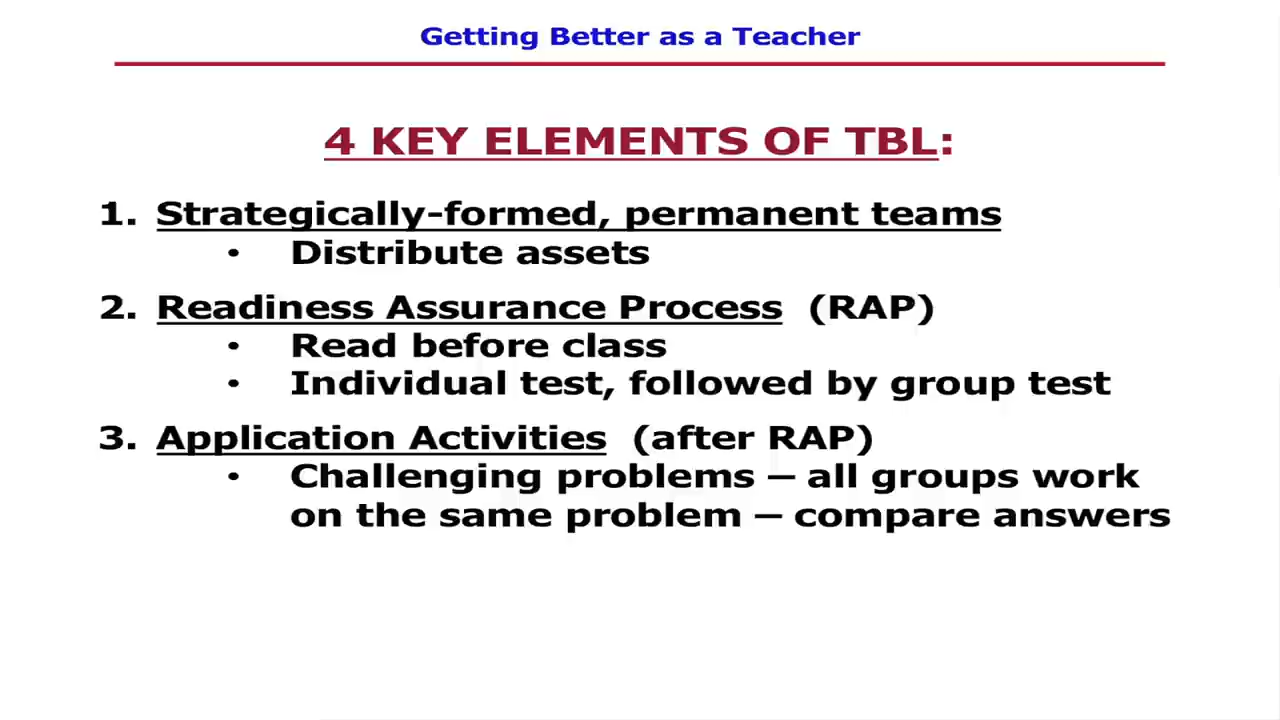 Getting Better as a Teacher
4 KEY ELEMENTS OF TBL:
1. Strategically-formed, permanent teams
• Distribute assets
2. Readiness Assurance Process (RAP)
• Read before class
• Individual test, followed by group test
3. Application Activities (after RAP)
• Challenging problems – all groups work
on the same problem – compare answers